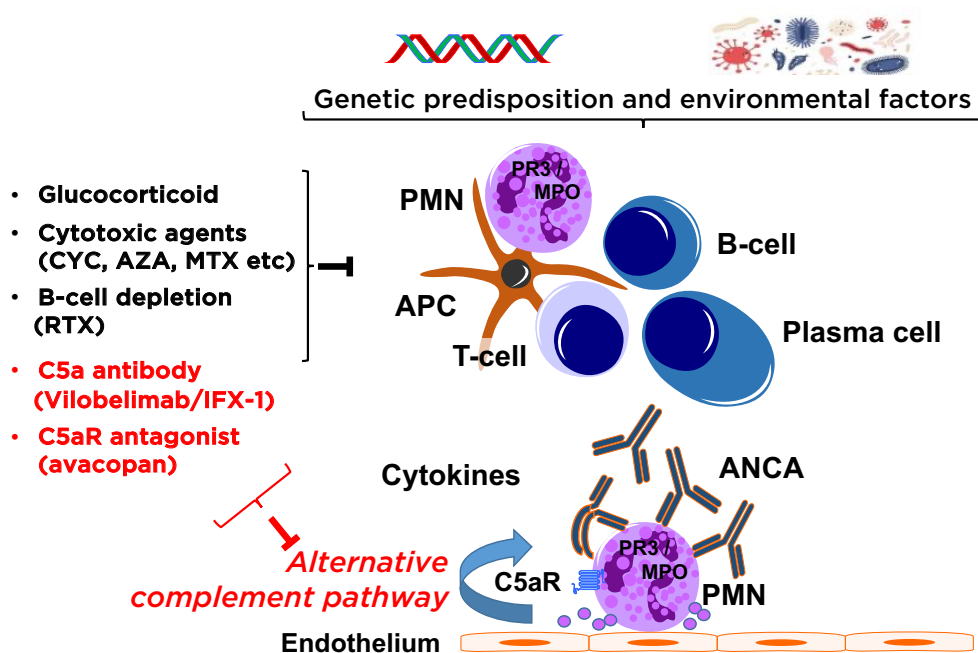 Genetic predisposition and environmental factors
• Glucocorticoid
• Cytotoxic agents
(CYC, AZA, MTX etc)
• B-cell depletion
(RTX)
• C5a antibody
(Vilobelimab/IFX-1)
• C5aR antagonist
(avacopan)
PR3 /
MPO
PMN
B-cell
APC
Plasma cell
T-cell
Cytokines
ANCA
Alternative
complement pathway
C5aR
PR3 /
MPO
PMN
Endothelium